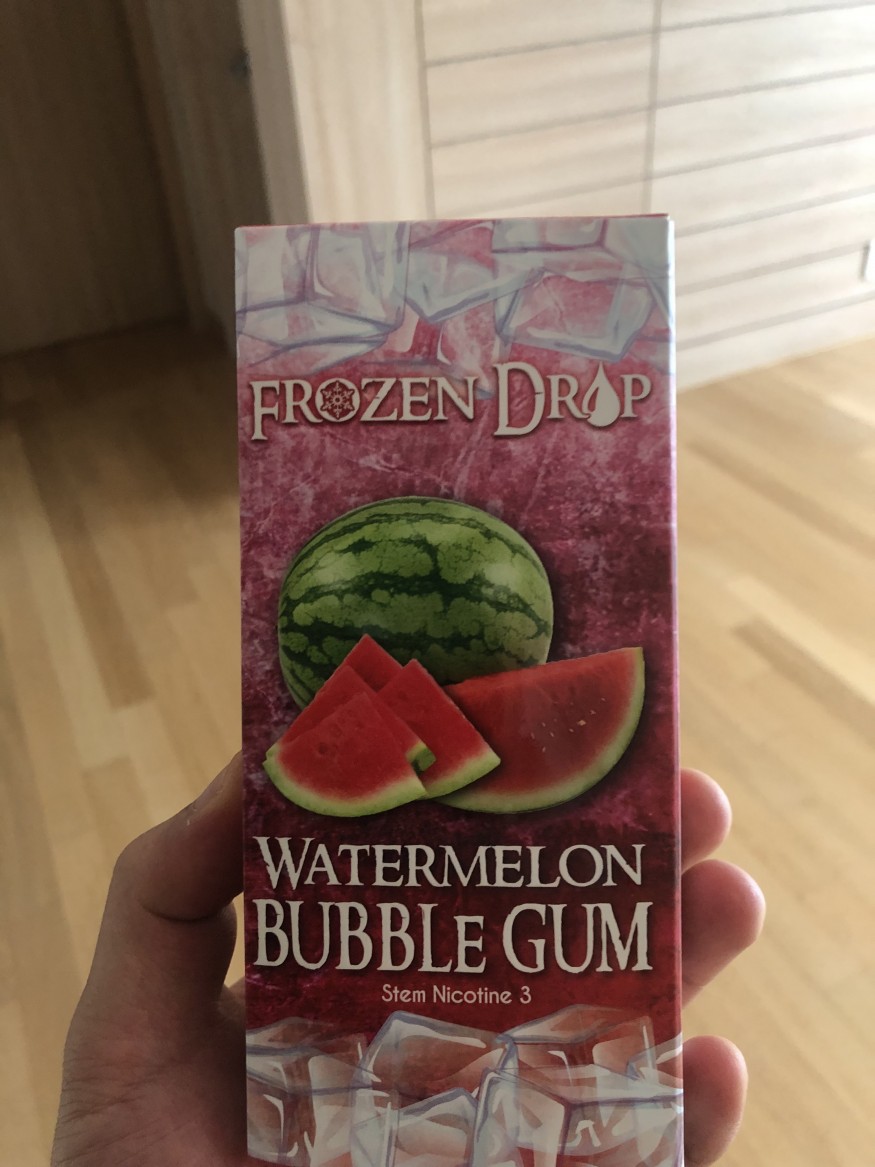 FROZEN DROP
WATERMELON
BUBBLE GUM
Stem Nicotine 3